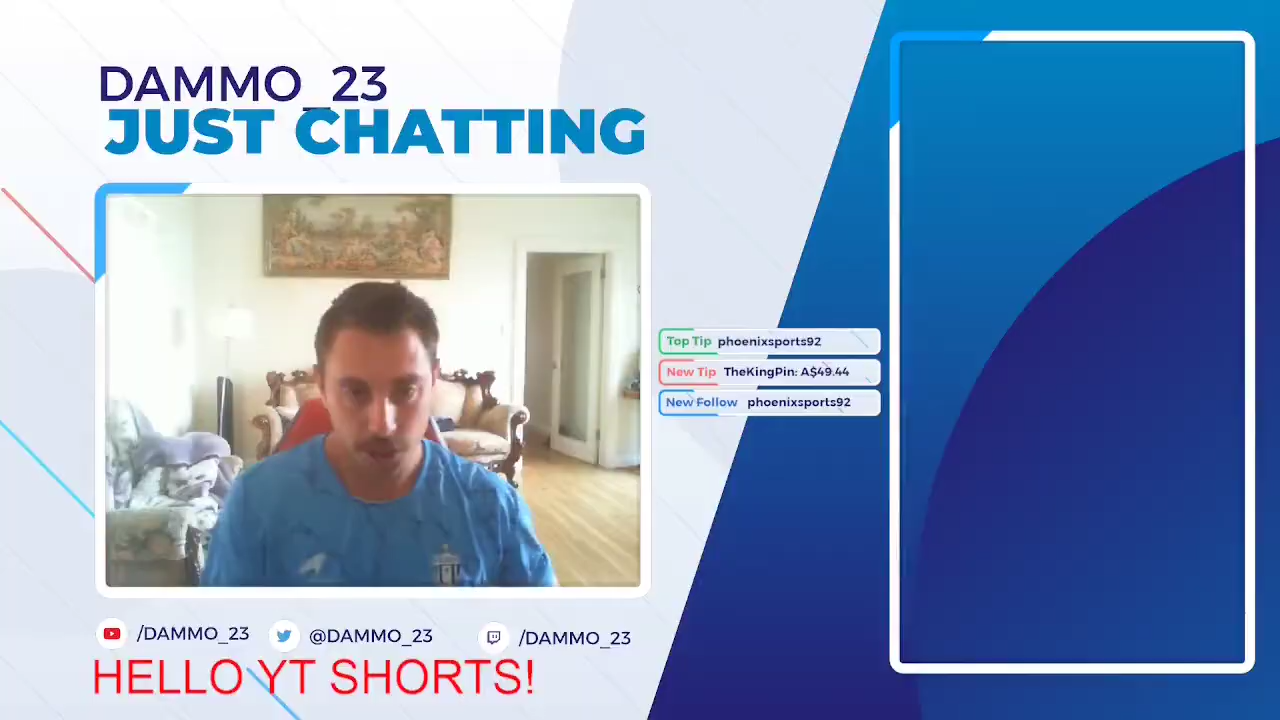 DAMMO_23
JUST CHATTING
Top Tip phoenixsports92
New Tip TheKingPin: A$49.44
New Follow phoenixsports92
/DAMMO_23 @DAMMO_23 /DAMMO_23
HELLO YT SHORTS!